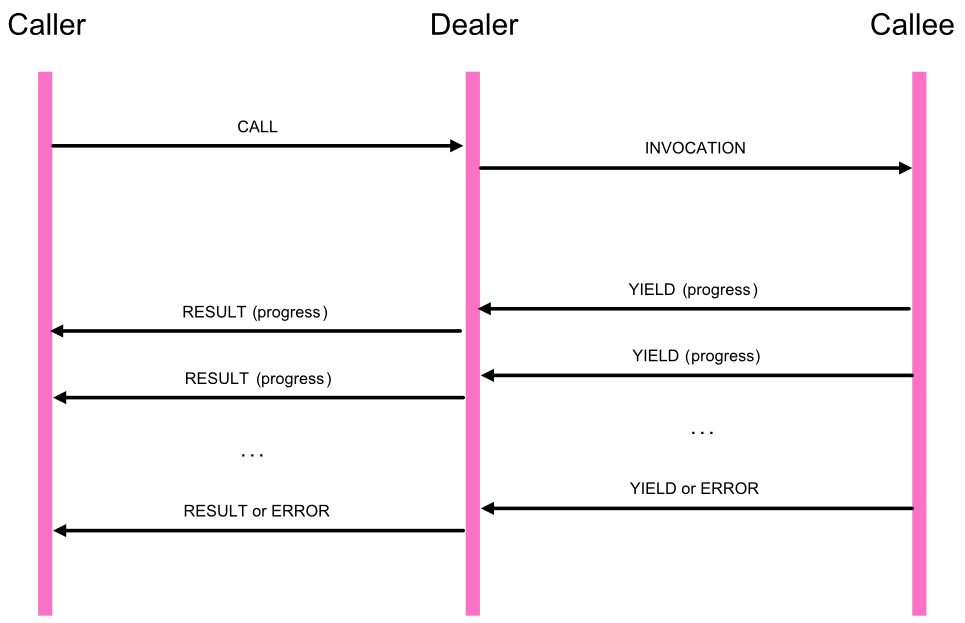 Caller Dealer Callee
CALL
INVOCATION
YIELD (progress)
RESULT (progress)
YIELD (progress)
RESULT (progress)
...
...
YIELD or ERROR
RESULT or ERROR